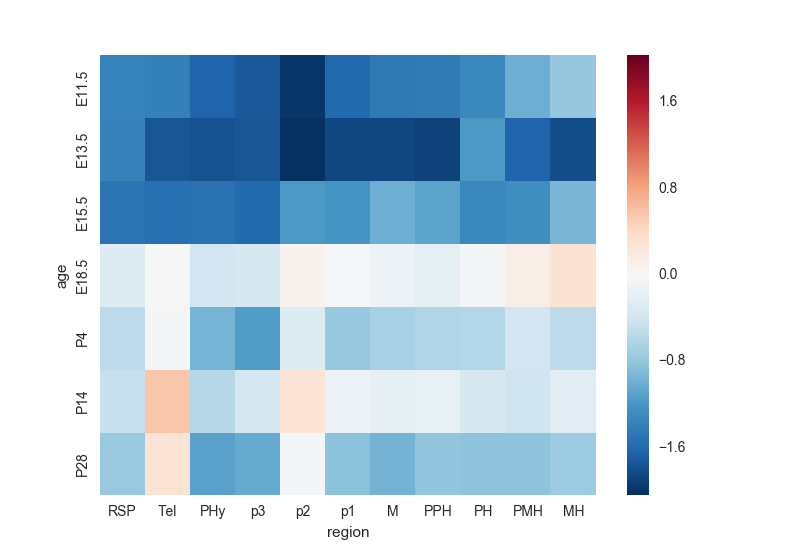 E11.5
E13.5
E15.5
E18.5
P4
P14
P28
age
RSP Tel PHy p3 p2 p1 M PPH PH PMH MH
region
1.6
0.8
0.0
−0.8
−1.6